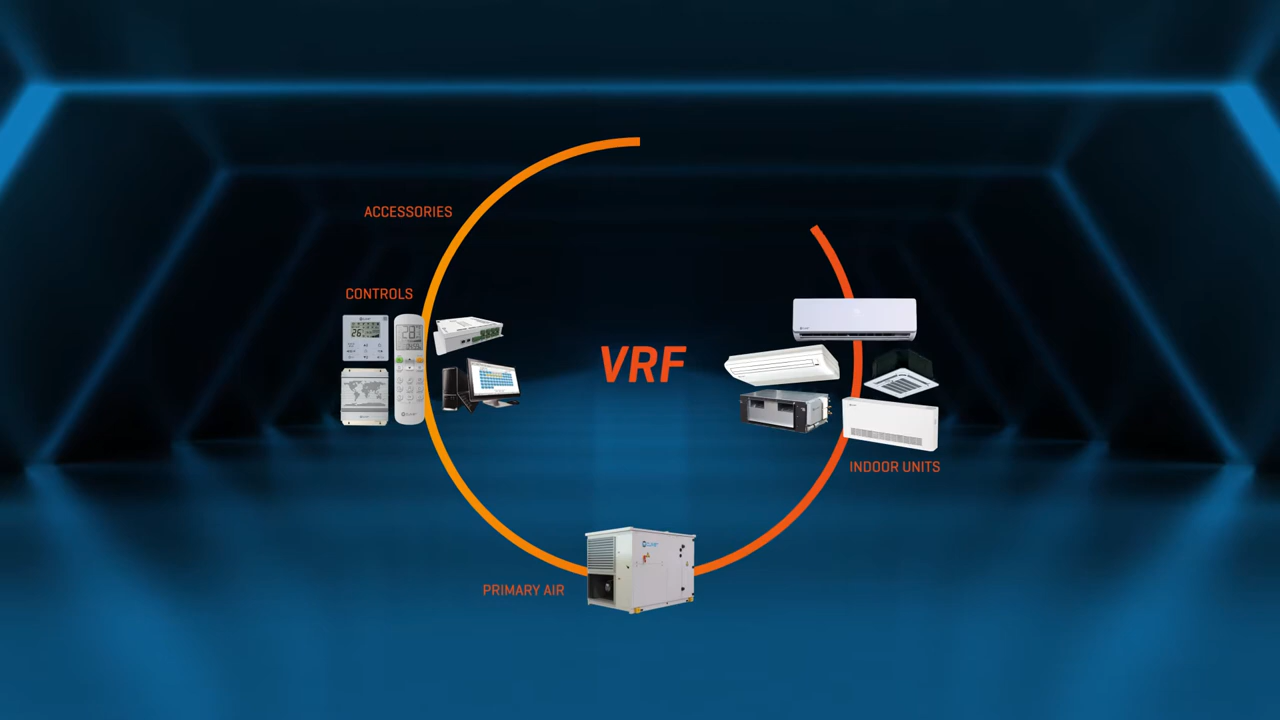 ACCESSORIES
CONTROLS
VRF
INDOOR UNITS
PRIMARY AIR